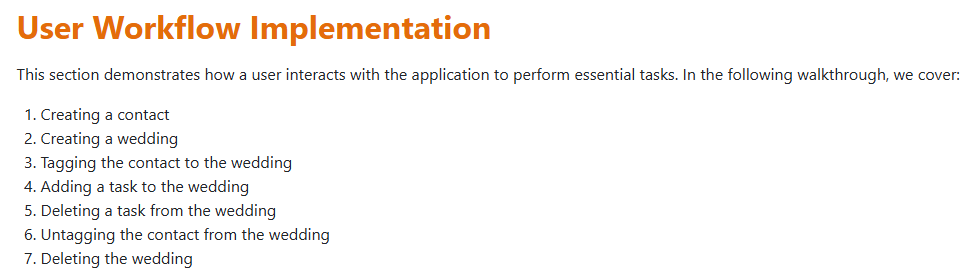 User Workflow Implementation
This section demonstrates how a user interacts with the application to perform essential tasks. In the following walkthrough, we cover:
1. Creating a contact
2. Creating a wedding
3. Tagging the contact to the wedding
4. Adding a task to the wedding
5. Deleting a task from the wedding
6. Untagging the contact from the wedding
7. Deleting the wedding